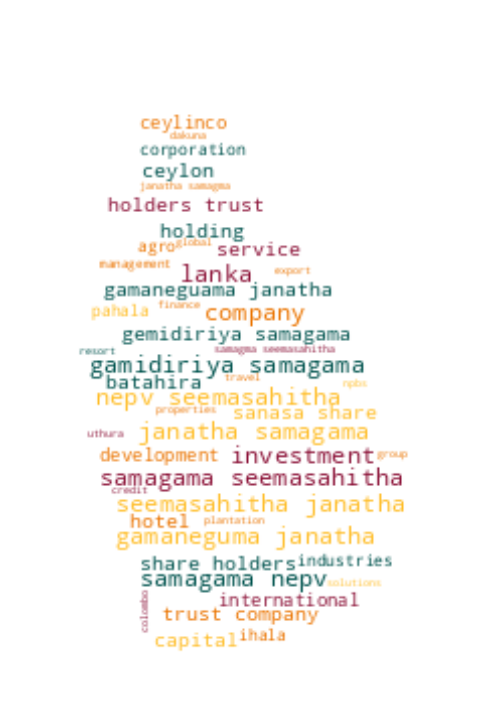 ceylinco
dakuna
corporation
ceylon
janatha samagma
holders trust
holding
agro global service
management lanka export
gamaneguama janatha
pahala finance company
gemidiriya samagama
resort samagma seemasahitha
gamidiriya samagama
batahira travel npbs
nepv seemasahitha
properties sanasa share
uthura janatha samagama
development investment group
samagama seemasahitha
credit
seemasahitha janatha
hotel plantation
gamaneguma janatha
share holders industries
samagama nepv solutions
colombo international
trust company
capital ihala